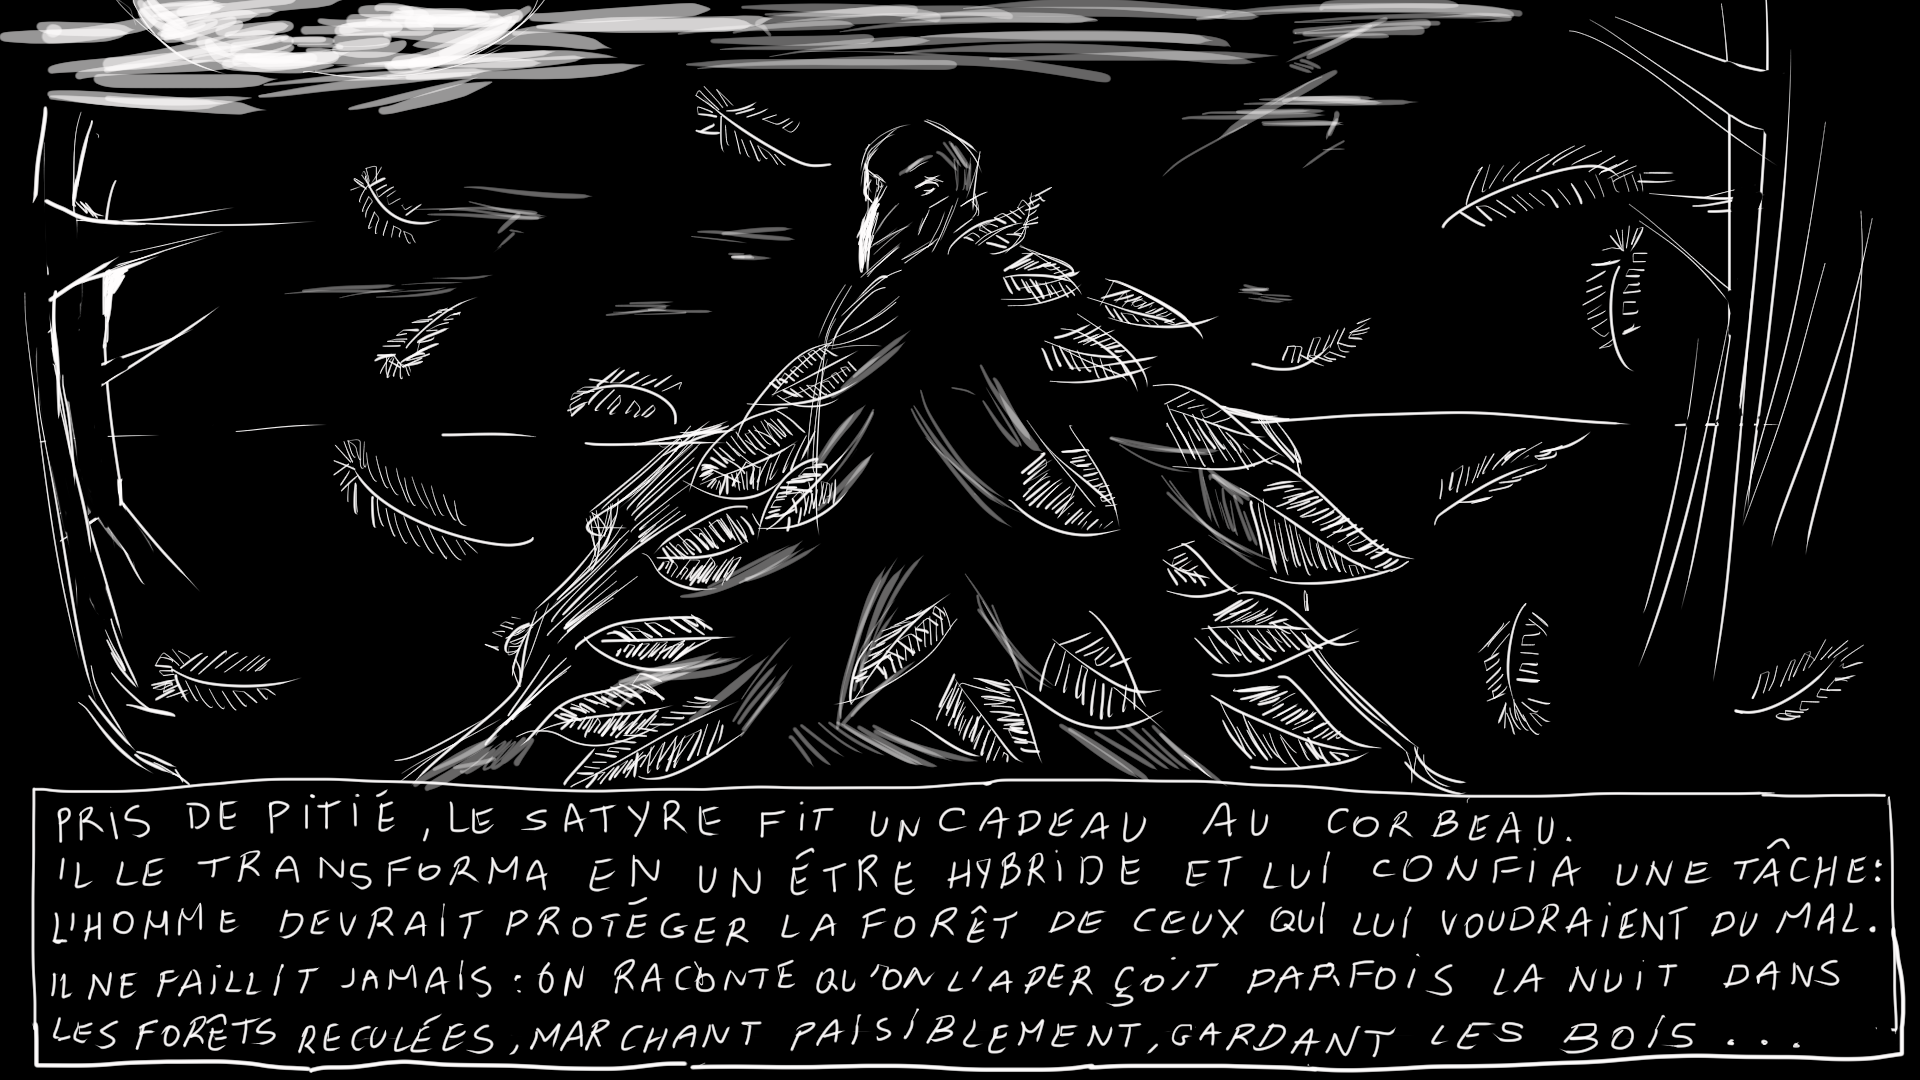 PRIS DE PITIÉ, LE SATYRE FIT UN CADEAU AU CORBEAU.
IL LE TRANSFORMA EN UN ÉTRE HYBRIDE ET LUI CONFIA UNE TÂCHE:
L'HOMME DEVRAIT PROTÉGER LA FORÊT DE CEUX QUI LUI VOUDRAIENT DU MAL.
IL NE FAILLIT JAMAIS : ON RACONTE QU'ON L'APERÇOIT PARFOIS LA NUIT DANS
LES FORÊTS RECULÉES, MARCHANT PAISIBLEMENT, GARDANT LES BOIS...